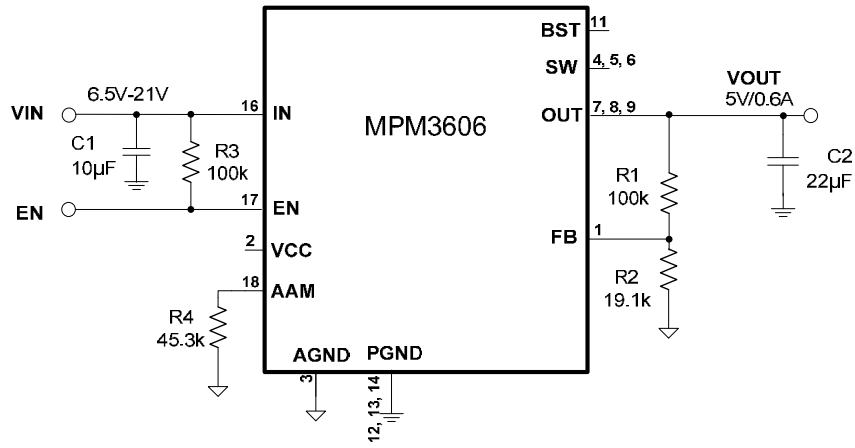 BST
11
SW
4, 5, 6
VOUT
5V/0.6A
6.5V-21V
VIN
16
IN
MPM3606
OUT
7, 8, 9
C1
10µF
R3
100k
R1
100k
C2
22µF
EN
17
EN
2
VCC
FB
1
18
AAM
R2
19.1k
R4
45.3k
AGND
PGND
3
12, 13, 14